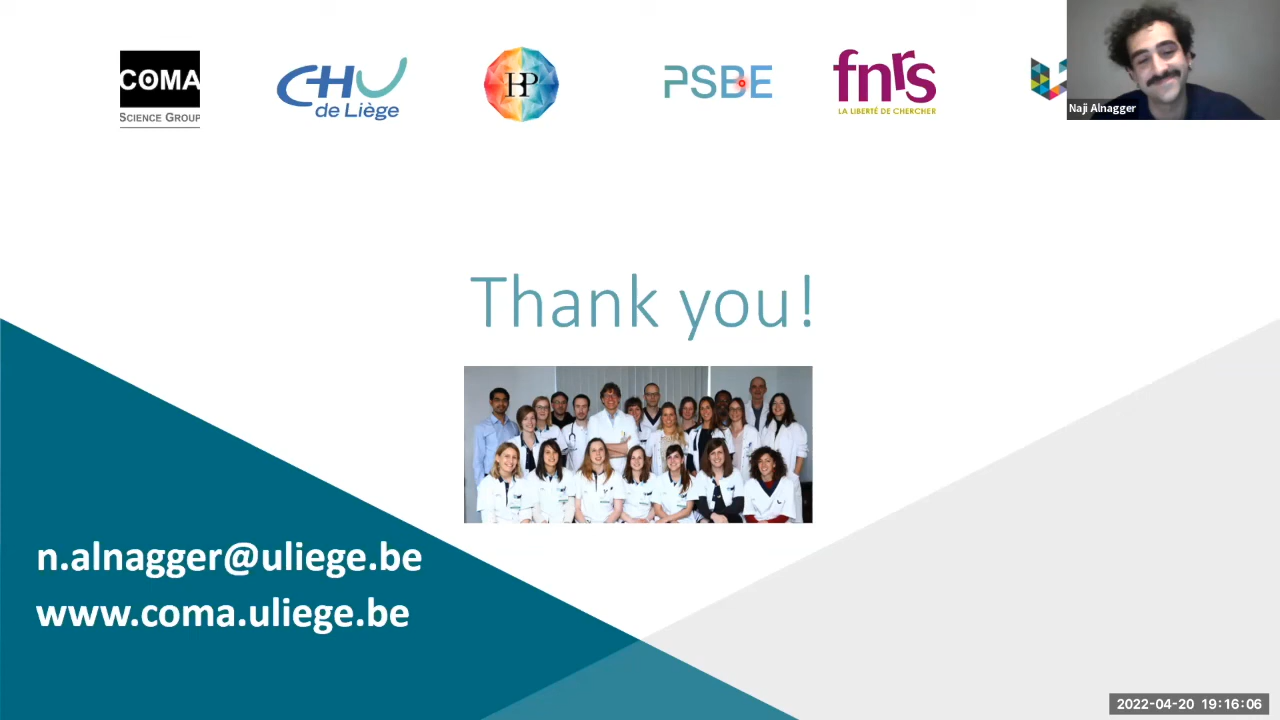 COMA
SCIENCE GROUP
CHU
de Liège
HP
PSBE
fnrs
LA LIBERTÉ DE CHERCHER
Naji Alnagger
Thank you!
n.alnagger@uliege.be
www.coma.uliege.be
2022-04-20 19:16:06